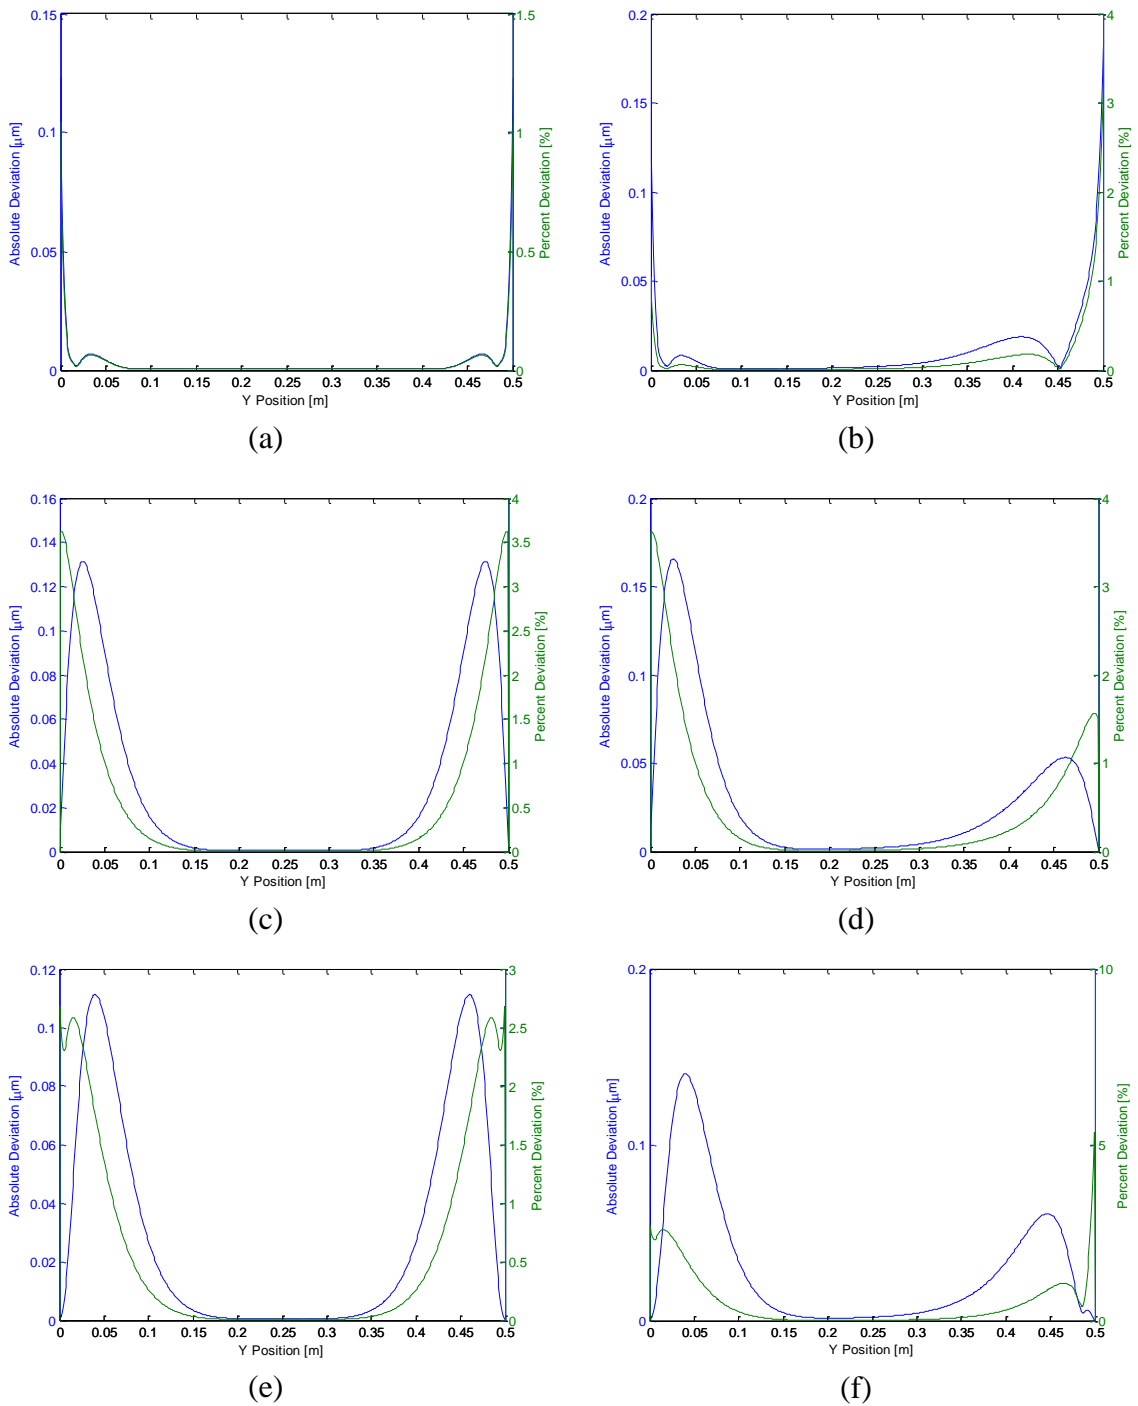 0.15
0.1
0.05
0
Absolute Deviation [μm]
1.5
1
0.5
0
Percent Deviation [%]
0 0.05 0.1 0.15 0.2 0.25 0.3 0.35 0.4 0.45 0.5
Y Position [m]
(a)
0.2
0.15
0.1
0.05
0
Absolute Deviation [μm]
4
3
2
1
0
Percent Deviation [%]
0 0.05 0.1 0.15 0.2 0.25 0.3 0.35 0.4 0.45 0.5
Y Position [m]
(b)
0.16
0.14
0.12
0.1
0.08
0.06
0.04
0.02
0
Absolute Deviation [μm]
4
3.5
3
2.5
2
1.5
1
0.5
0
Percent Deviation [%]
0 0.05 0.1 0.15 0.2 0.25 0.3 0.35 0.4 0.45 0.5
Y Position [m]
(c)
0.2
0.15
0.1
0.05
0
Absolute Deviation [μm]
4
3
2
1
0
Percent Deviation [%]
0 0.05 0.1 0.15 0.2 0.25 0.3 0.35 0.4 0.45 0.5
Y Position [m]
(d)
0.12
0.1
0.08
0.06
0.04
0.02
0
Absolute Deviation [μm]
3
2.5
2
1.5
1
0.5
0
Percent Deviation [%]
0 0.05 0.1 0.15 0.2 0.25 0.3 0.35 0.4 0.45 0.5
Y Position [m]
(e)
0.2
0.1
0
Absolute Deviation [μm]
10
5
0
Percent Deviation [%]
0 0.05 0.1 0.15 0.2 0.25 0.3 0.35 0.4 0.45 0.5
Y Position [m]
(f)